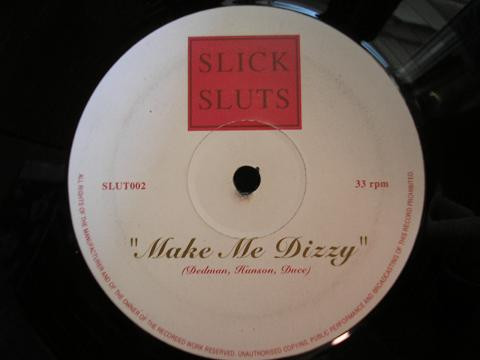 SLICK
SLUTS
SLUT002
33 rpm
"Make Me Dizzy"
(Dedman, Hanson, Duce)
ALL RIGHTS OF THE MANUFACTURER AND OF THE OWNER OF THE RECORDED WORK RESERVED. UNAUTHORISED COPYING, PUBLIC PERFORMANCE AND BROADCASTING OF THIS RECORD PROHIBITED.